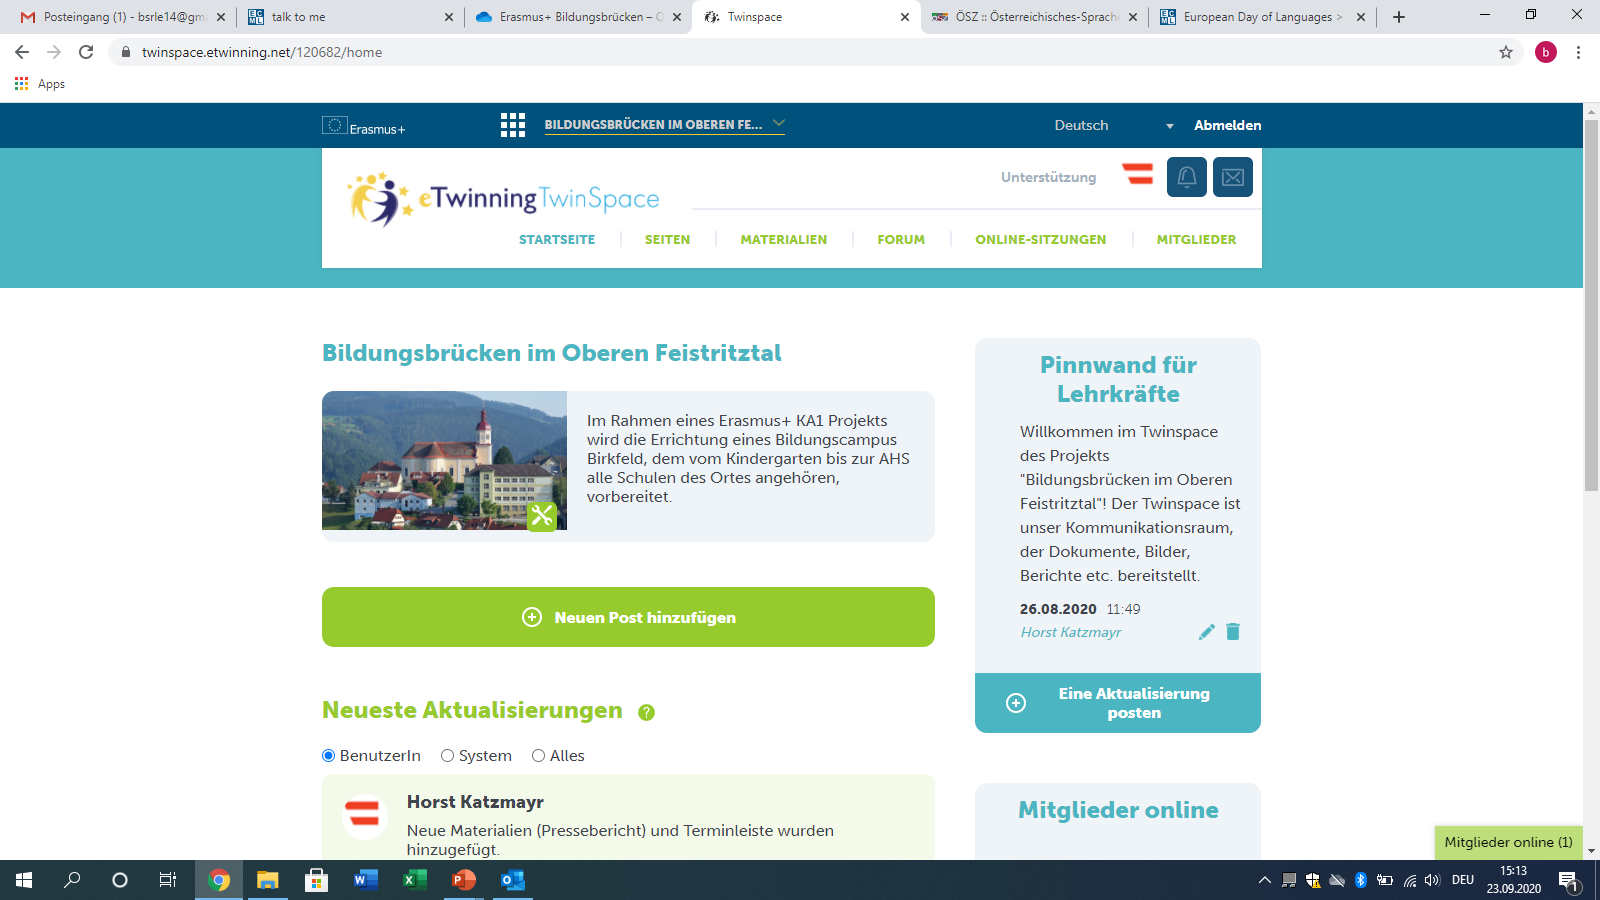 Posteingang (1) - bsrle14@gm
talk to me
Erasmus+ Bildungsbrücken – O
Twinspace
ÖSZ :: Österreichisches-Sprache
European Day of Languages >
twinspace.etwinning.net/120682/home
b
Apps
Erasmus+
BILDUNGSBRÜCKEN IM OBEREN FE...
Deutsch
Abmelden
eTwinning TwinSpace
Unterstützung
STARTSEITE
SEITEN
MATERIALIEN
FORUM
ONLINE-SITZUNGEN
MITGLIEDER
Bildungsbrücken im Oberen Feistritztal
Im Rahmen eines Erasmus+ KA1 Projekts
wird die Errichtung eines Bildungscampus
Birkfeld, dem vom Kindergarten bis zur AHS
alle Schulen des Ortes angehören,
vorbereitet.
Neuen Post hinzufügen
Neueste Aktualisierungen ?
BenutzerIn
System
Alles
Horst Katzmayr
Neue Materialien (Pressebericht) und Terminleiste wurden
hinzugefügt.
Pinnwand für
Lehrkräfte
Willkommen im Twinspace
des Projekts
"Bildungsbrücken im Oberen
Feistritztal"! Der Twinspace ist
unser Kommunikationsraum,
der Dokumente, Bilder,
Berichte etc. bereitstellt.
26.08.2020 11:49
Horst Katzmayr
Eine Aktualisierung
posten
Mitglieder online
Mitglieder online (1)
DEU
15:13
23.09.2020
1